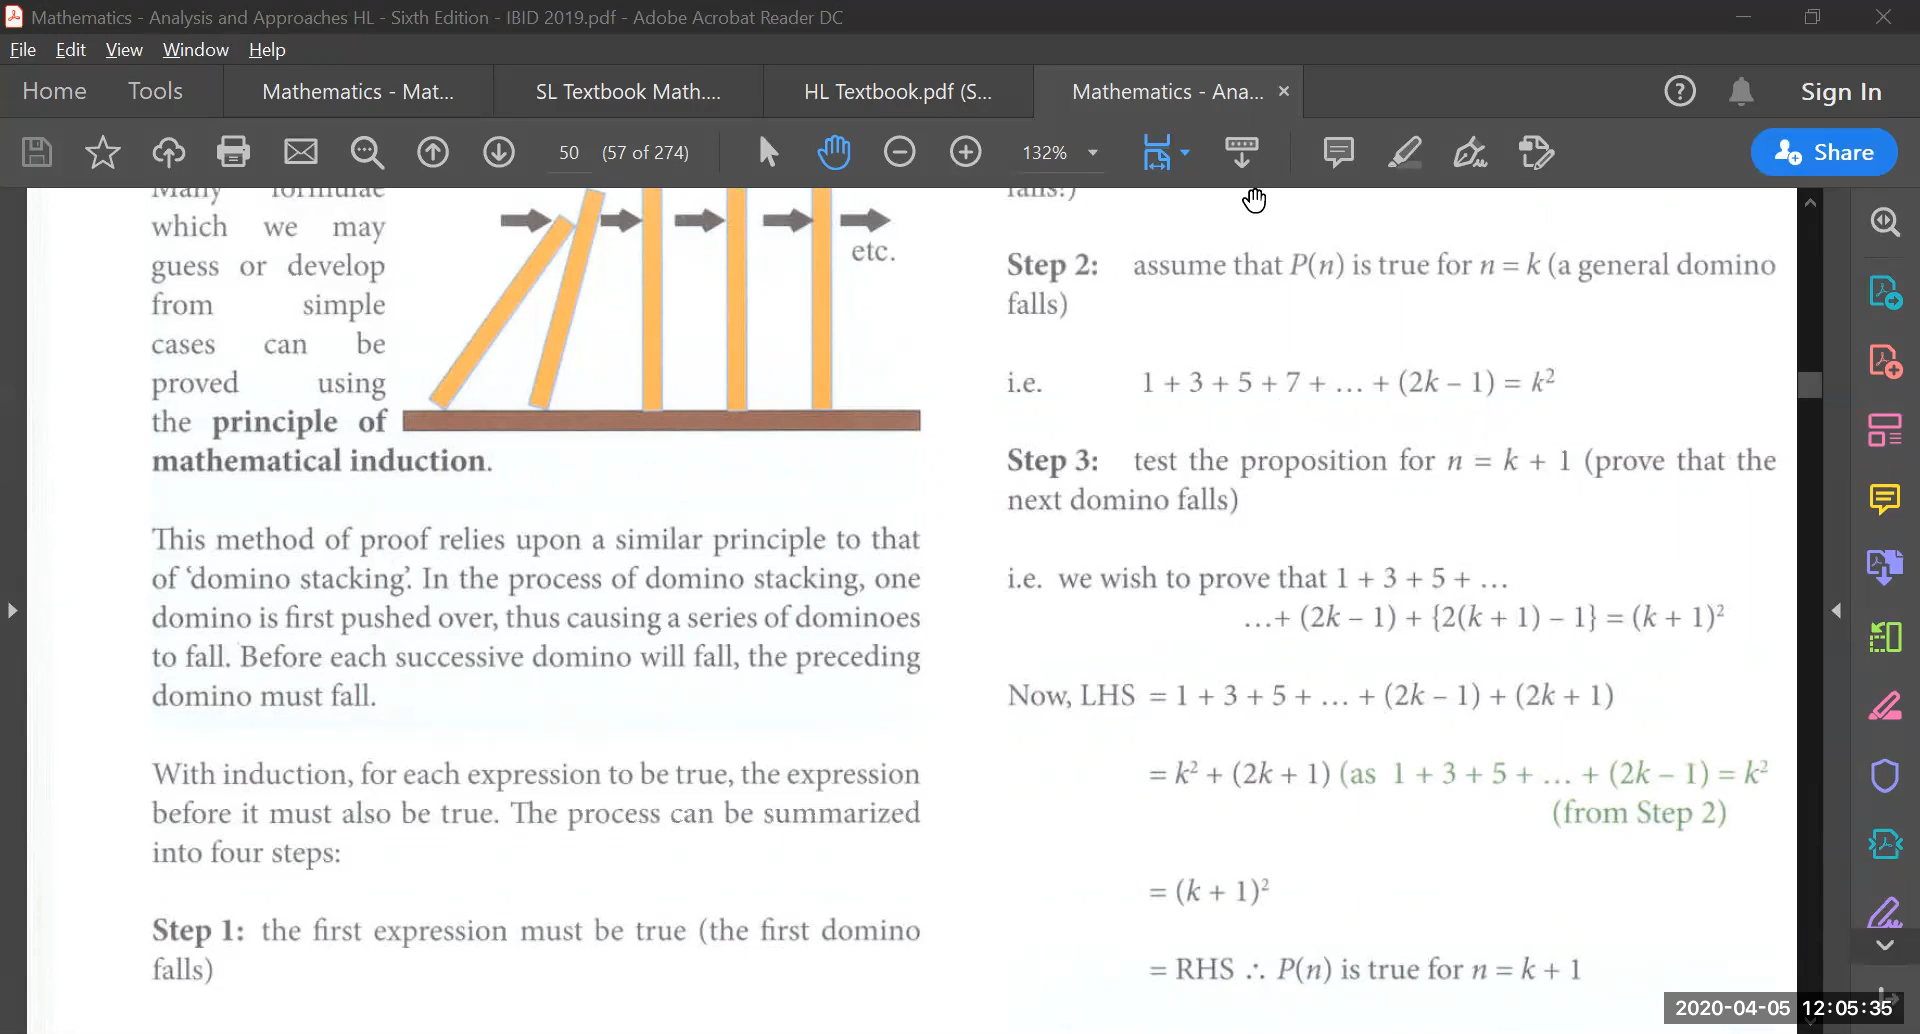 Mathematics - Analysis and Approaches HL - Sixth Edition - IBID 2019.pdf - Adobe Acrobat Reader DC
File Edit View Window Help
Home Tools Mathematics - Mat... SL Textbook Math.... HL Textbook.pdf (S... Mathematics - Ana... × Sign In
50 (57 of 274) 132% Share
Many formulae
which we may
guess or develop
from simple
cases can be
proved using
the principle of
mathematical induction.
etc.
This method of proof relies upon a similar principle to that
of ‘domino stacking’. In the process of domino stacking, one
domino is first pushed over, thus causing a series of dominoes
to fall. Before each successive domino will fall, the preceding
domino must fall.
With induction, for each expression to be true, the expression
before it must also be true. The process can be summarized
into four steps:
Step 1: the first expression must be true (the first domino
falls)
falls!)
Step 2: assume that P(n) is true for n = k (a general domino
falls)
i.e. 1 + 3 + 5 + 7 + … + (2k – 1) = k²
Step 3: test the proposition for n = k + 1 (prove that the
next domino falls)
i.e. we wish to prove that 1 + 3 + 5 + …
…+ (2k – 1) + {2(k + 1) – 1} = (k + 1)²
Now, LHS = 1 + 3 + 5 + … + (2k – 1) + (2k + 1)
= k² + (2k + 1) (as 1 + 3 + 5 + … + (2k – 1) = k²
(from Step 2)
= (k + 1)²
= RHS ∴ P(n) is true for n = k + 1
2020-04-05 12:05:35